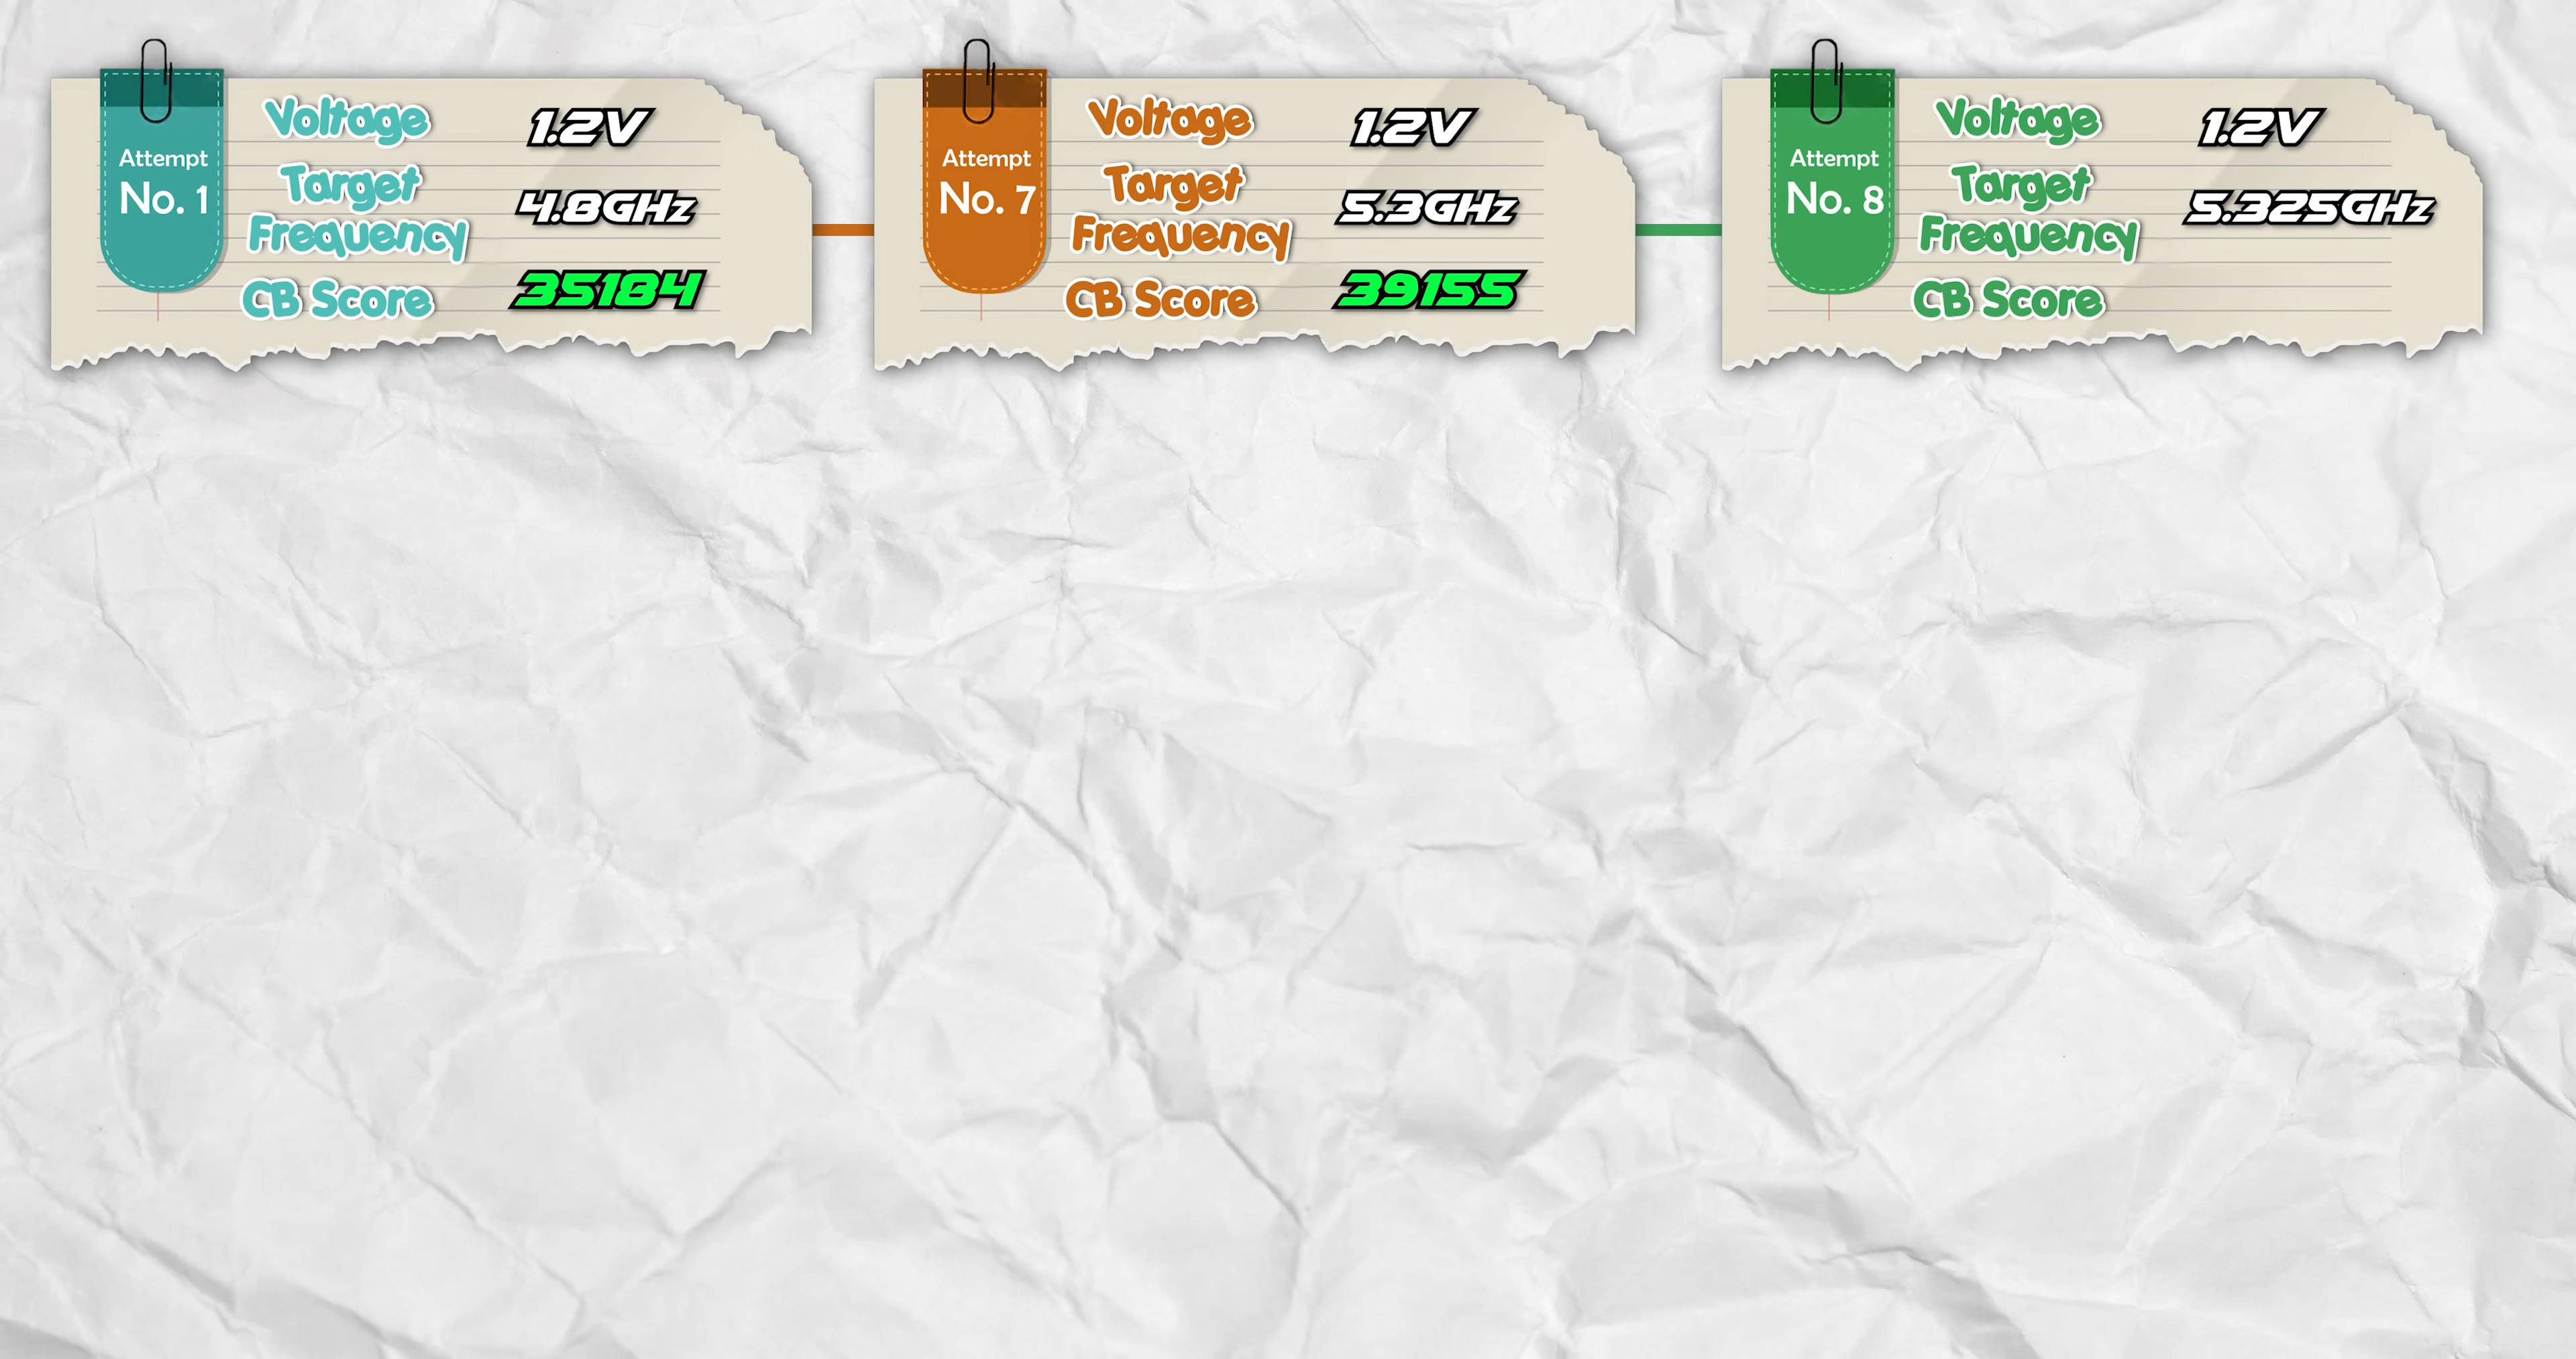 Attempt
No. 1
Voltage 1.2V
Target
Frequency 4.8GHz
CB Score 35184
Attempt
No. 7
Voltage 1.2V
Target
Frequency 5.3GHz
CB Score 39155
Attempt
No. 8
Voltage 1.2V
Target
Frequency 5.325GHz
CB Score